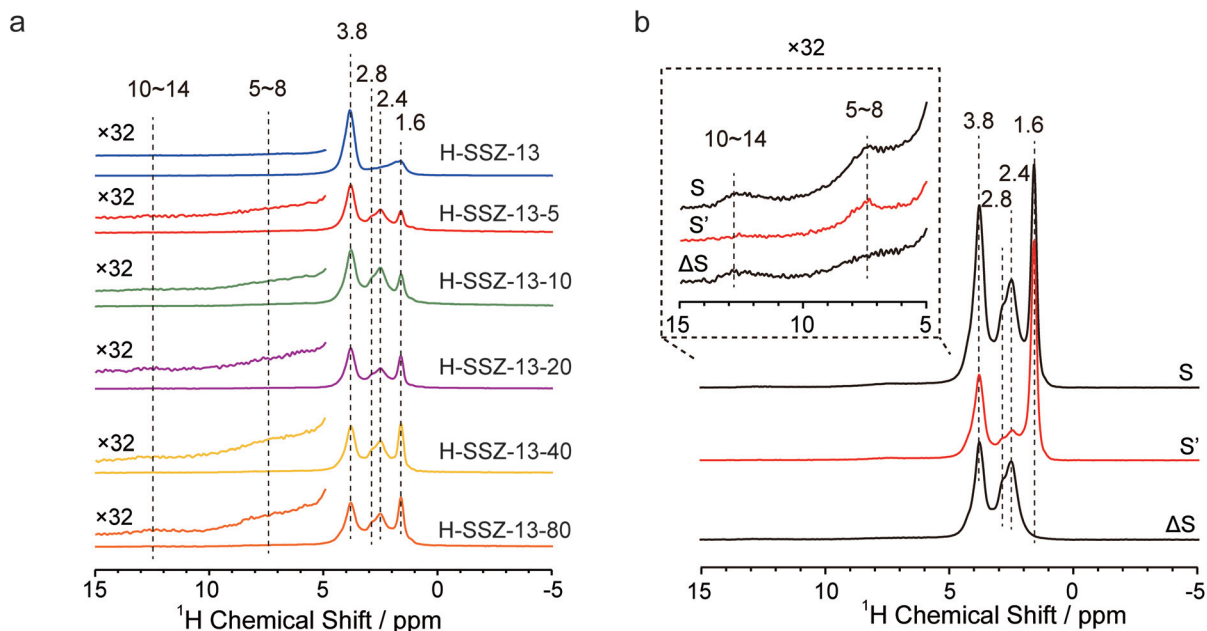 a
3.8
2.8
10~14
5~8
2.4
1.6
×32
H-SSZ-13
×32
H-SSZ-13-5
×32
H-SSZ-13-10
×32
H-SSZ-13-20
×32
H-SSZ-13-40
×32
H-SSZ-13-80
15 10 5 0 -5
¹H Chemical Shift / ppm
b
×32
5~8
10~14
3.8
1.6
2.4
2.8
S
S'
ΔS
15 10 5
S
S'
ΔS
15 10 5 0 -5
¹H Chemical Shift / ppm